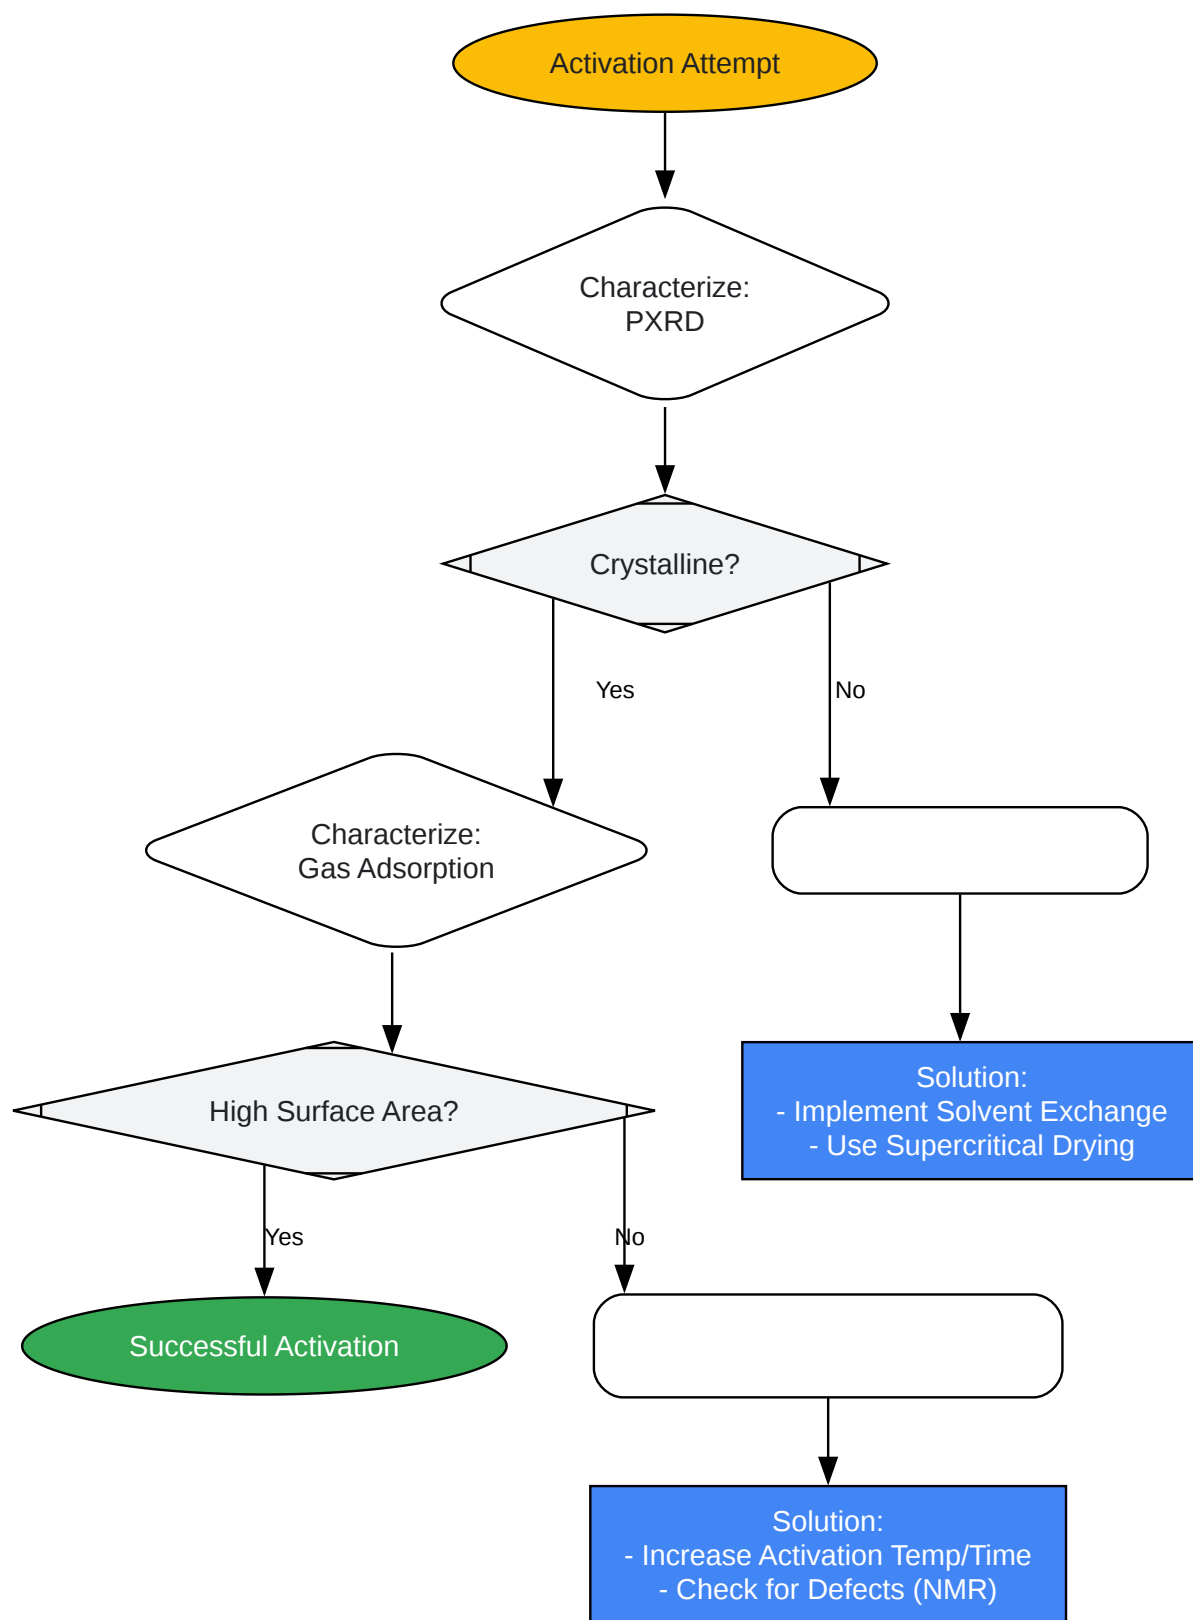 Activation Attempt
Characterize:
PXRD
Crystalline?
Yes
No
Characterize:
Gas Adsorption
High Surface Area?
Solution:
- Implement Solvent Exchange
- Use Supercritical Drying
Yes
No
Successful Activation
Solution:
- Increase Activation Temp/Time
- Check for Defects (NMR)